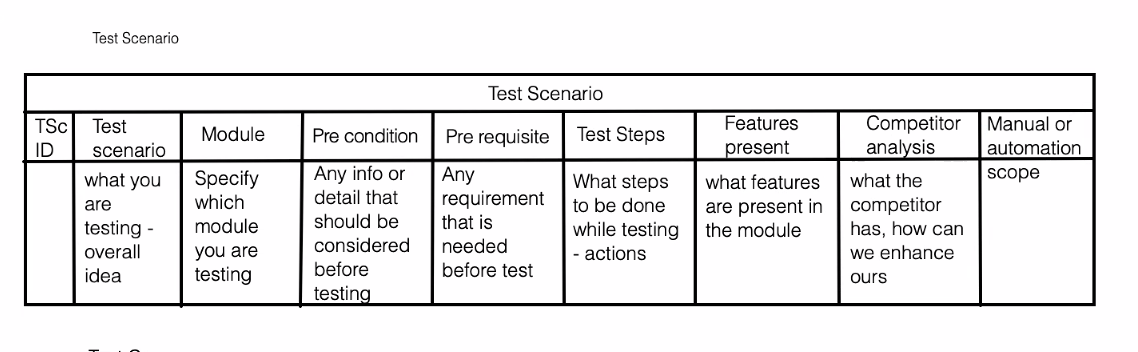 Test Scenario
Test Scenario
TSc ID
Test scenario
Module
Pre condition
Pre requisite
Test Steps
Features present
Competitor analysis
Manual or automation scope
what you
are
testing -
overall
idea
Specify
which
module
you are
testing
Any info or
detail that
should be
considered
before
testing
Any
requirement
that is
needed
before test
What steps
to be done
while testing
- actions
what features
are present in
the module
what the
competitor
has, how can
we enhance
ours